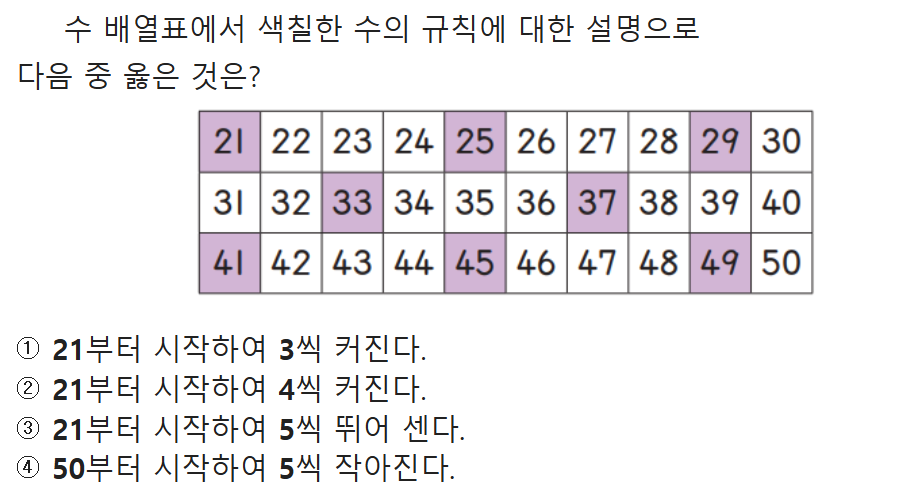 수 배열표에서 색칠한 수의 규칙에 대한 설명으로
다음 중 옳은 것은?
21 22 23 24 25 26 27 28 29 30
31 32 33 34 35 36 37 38 39 40
41 42 43 44 45 46 47 48 49 50
① 21부터 시작하여 3씩 커진다.
② 21부터 시작하여 4씩 커진다.
③ 21부터 시작하여 5씩 뛰어 센다.
④ 50부터 시작하여 5씩 작아진다.